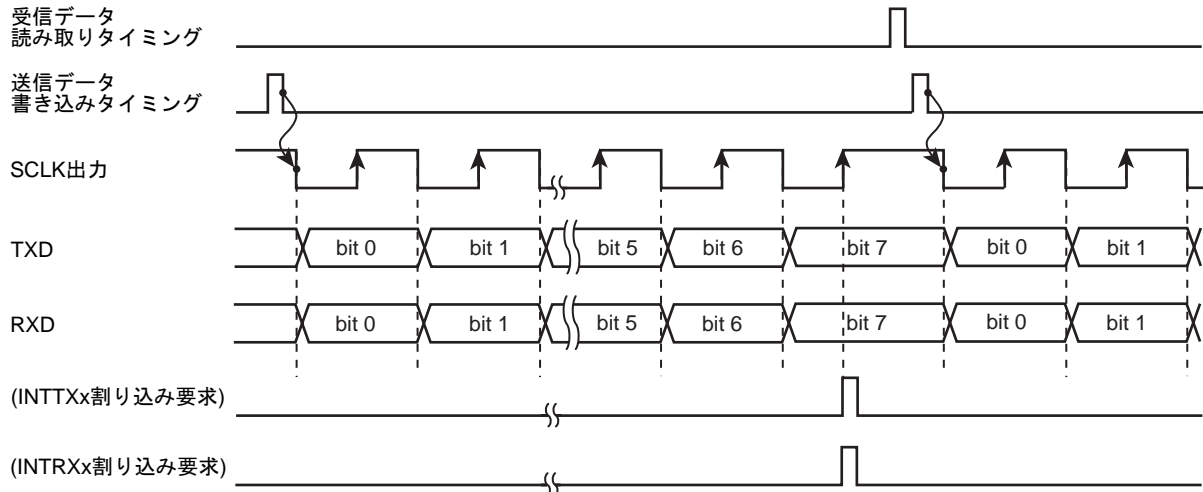 受信データ
読み取りタイミング
送信データ
書き込みタイミング
SCLK出力
TXD
bit 0
bit 1
bit 5
bit 6
bit 7
bit 0
bit 1
RXD
bit 0
bit 1
bit 5
bit 6
bit 7
bit 0
bit 1
(INTTXx割り込み要求)
(INTRXx割り込み要求)